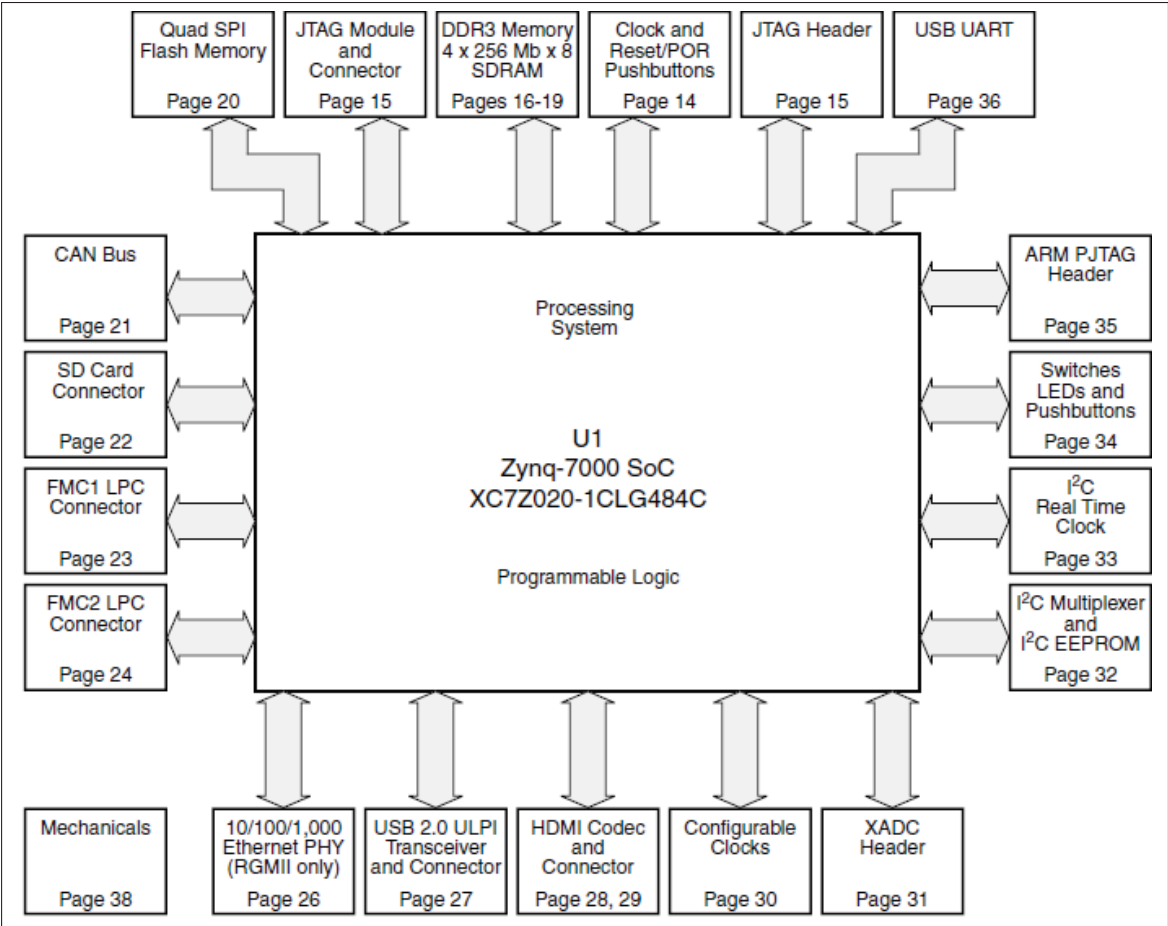 Quad SPI
Flash Memory
Page 20
JTAG Module
and
Connector
Page 15
DDR3 Memory
4 x 256 Mb x 8
SDRAM
Pages 16-19
Clock and
Reset/POR
Pushbuttons
Page 14
JTAG Header
Page 15
USB UART
Page 36
CAN Bus
Page 21
SD Card
Connector
Page 22
FMC1 LPC
Connector
Page 23
FMC2 LPC
Connector
Page 24
Processing
System
U1
Zynq-7000 SoC
XC7Z020-1CLG484C
Programmable Logic
ARM PJTAG
Header
Page 35
Switches
LEDs and
Pushbuttons
Page 34
I²C
Real Time
Clock
Page 33
I²C Multiplexer
and
I²C EEPROM
Page 32
Mechanicals
Page 38
10/100/1,000
Ethernet PHY
(RGMII only)
Page 26
USB 2.0 ULPI
Transceiver
and Connector
Page 27
HDMI Codec
and
Connector
Page 28, 29
Configurable
Clocks
Page 30
XADC
Header
Page 31